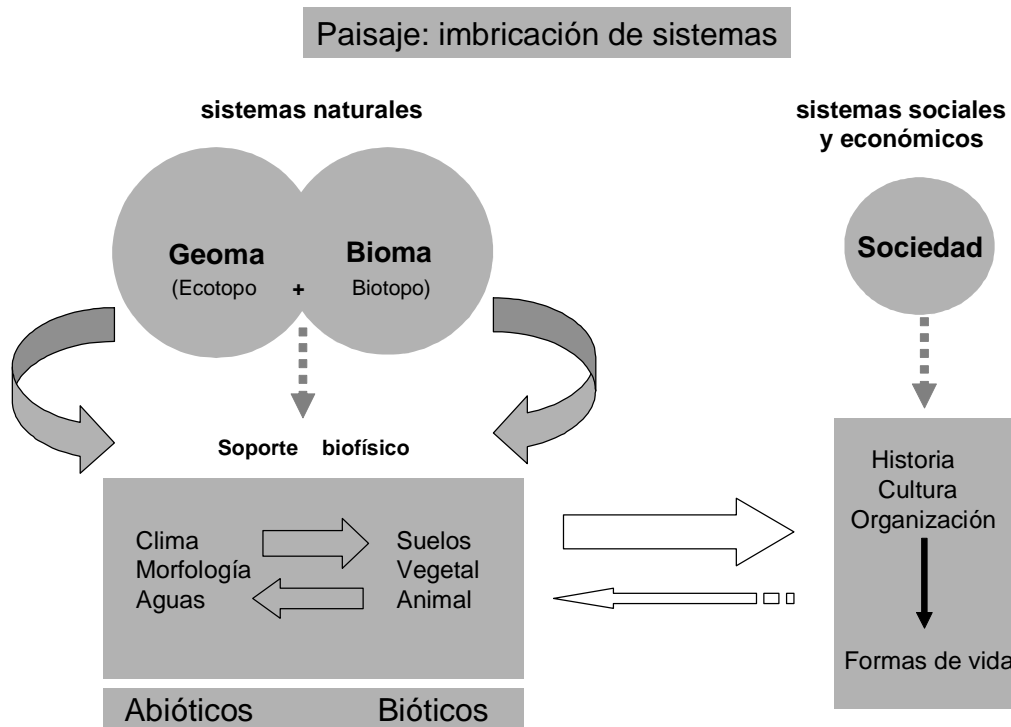 Paisaje: imbricación de sistemas
sistemas naturales
sistemas sociales
y económicos
Geoma Bioma
(Ecotopo + Biotopo)
Sociedad
Soporte biofísico
Clima Suelos
Morfología Vegetal
Aguas Animal
Historia
Cultura
Organización
Formas de vida
Abióticos Bióticos